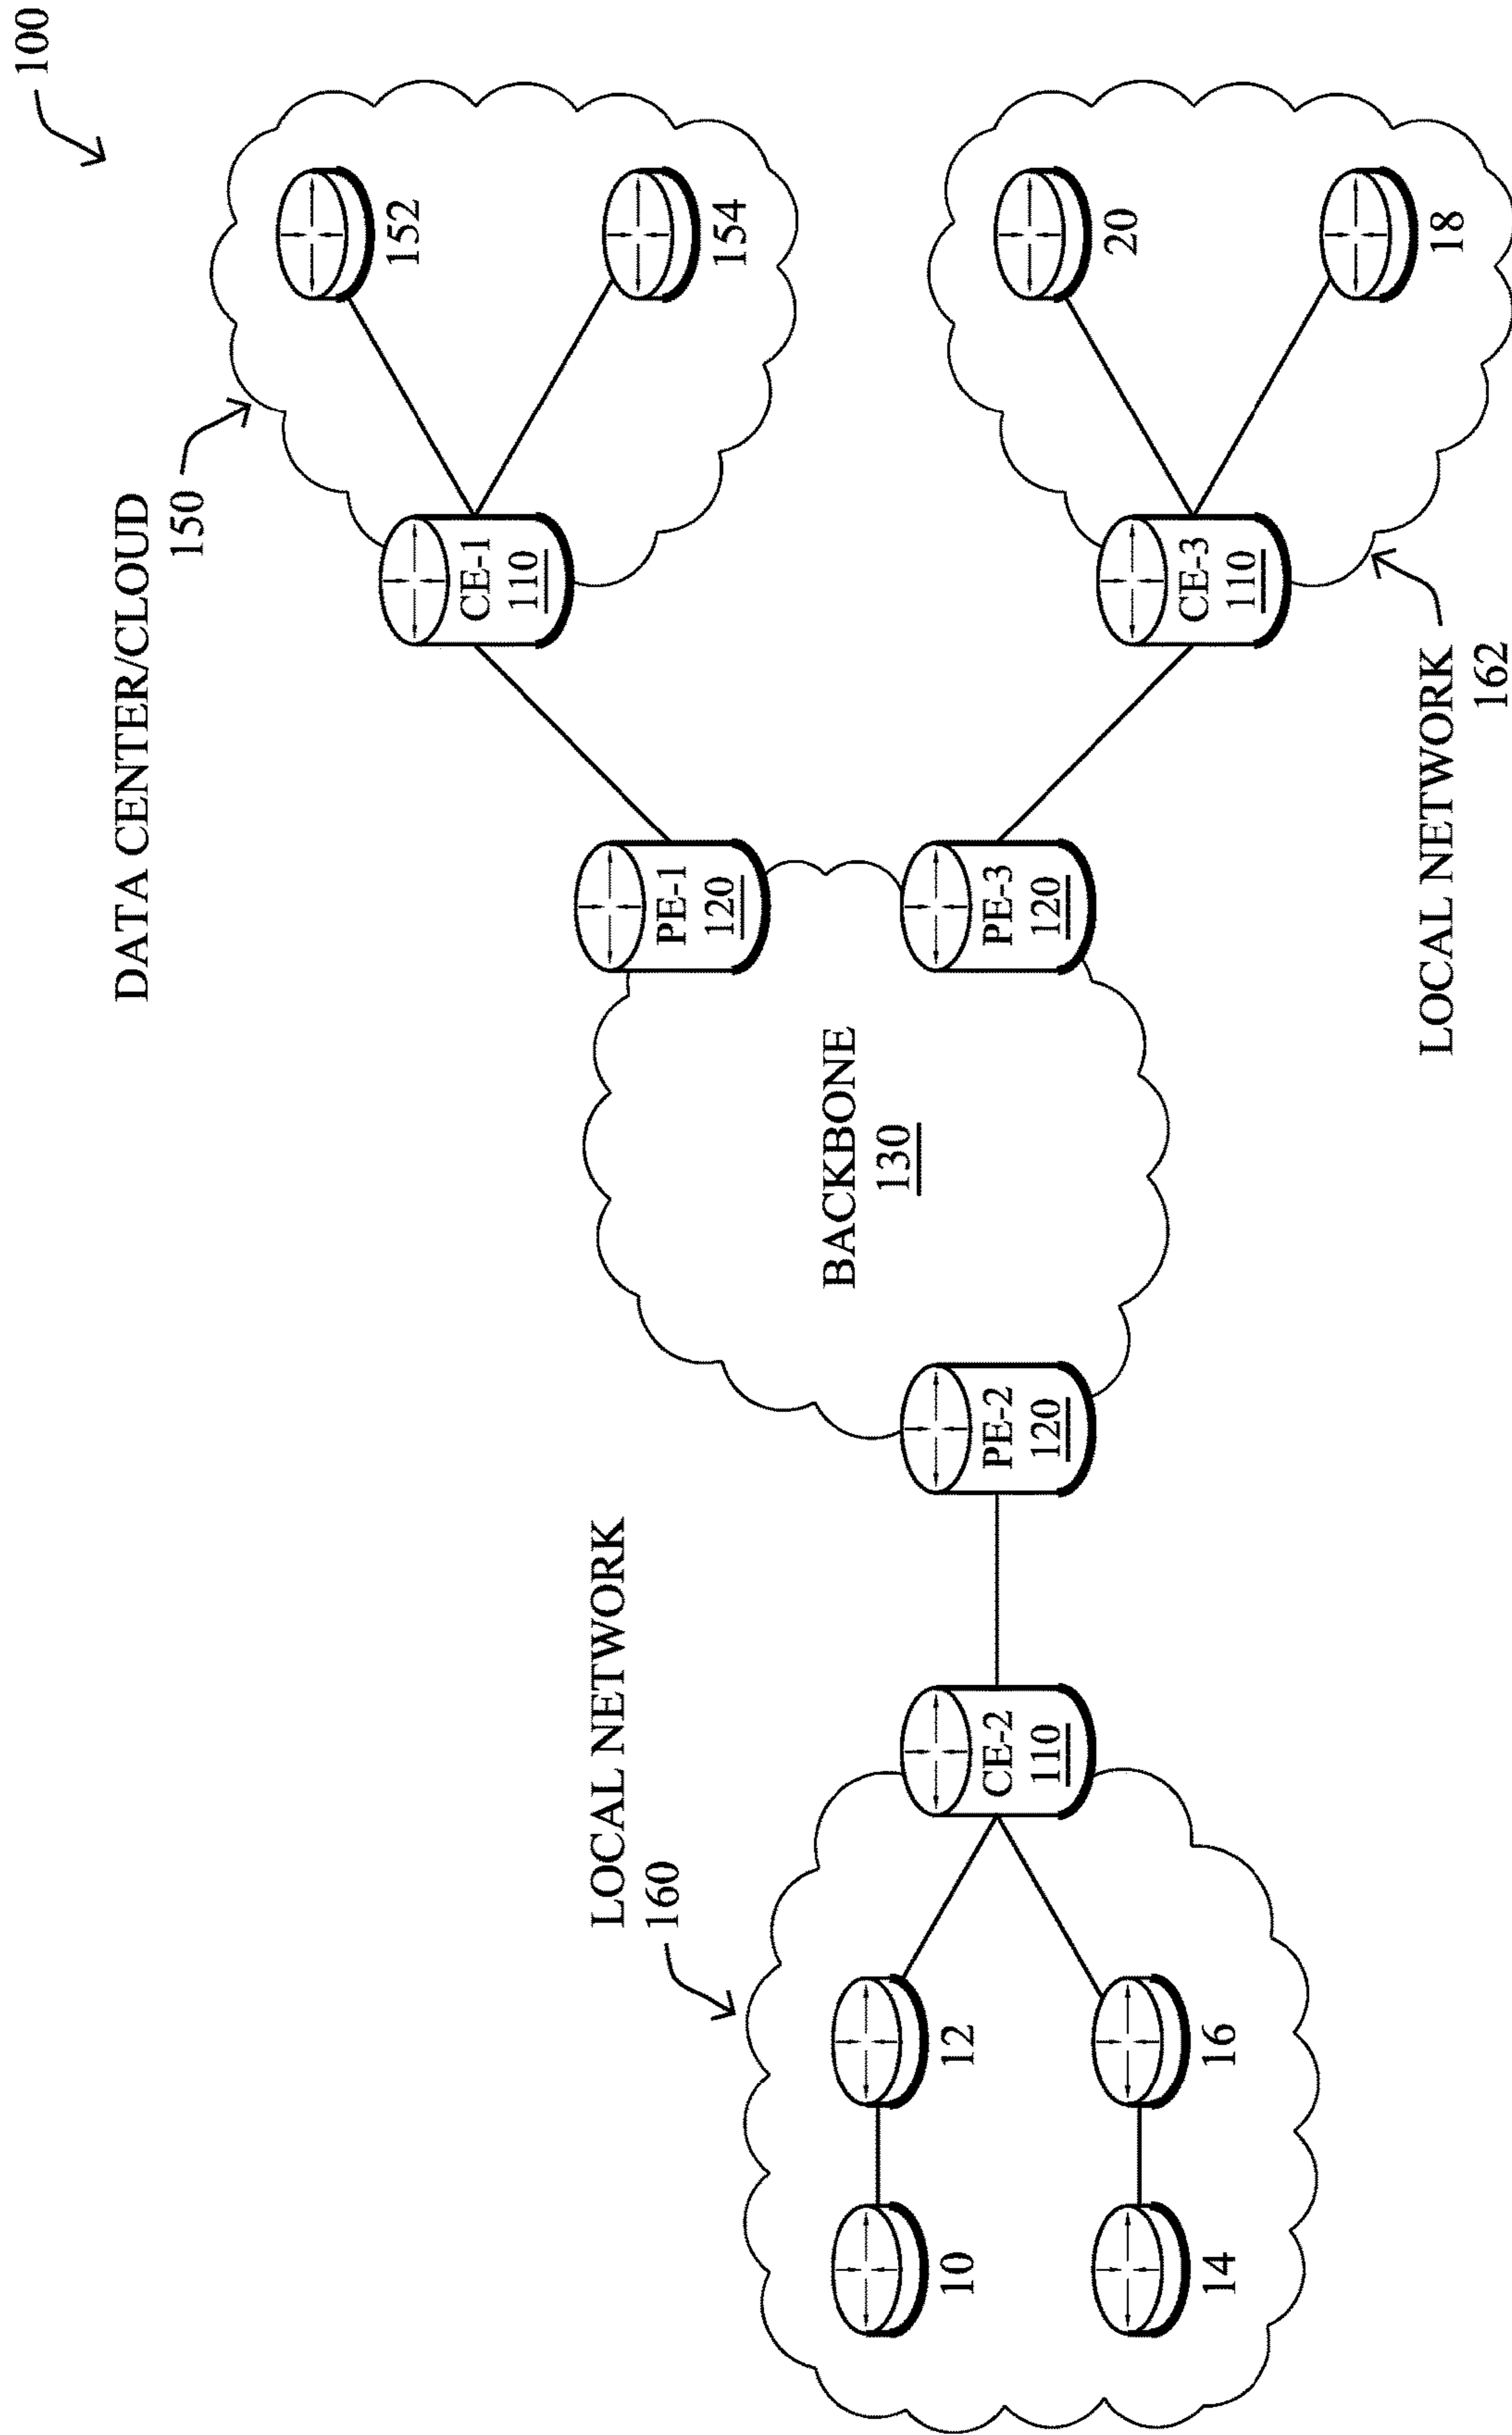 100
DATA CENTER/CLOUD
150
152
154
CE-1
110
PE-1
120
BACKBONE
130
PE-3
120
LOCAL NETWORK
160
PE-2
120
CE-2
110
12
10
16
14
CE-3
110
20
18
LOCAL NETWORK
162